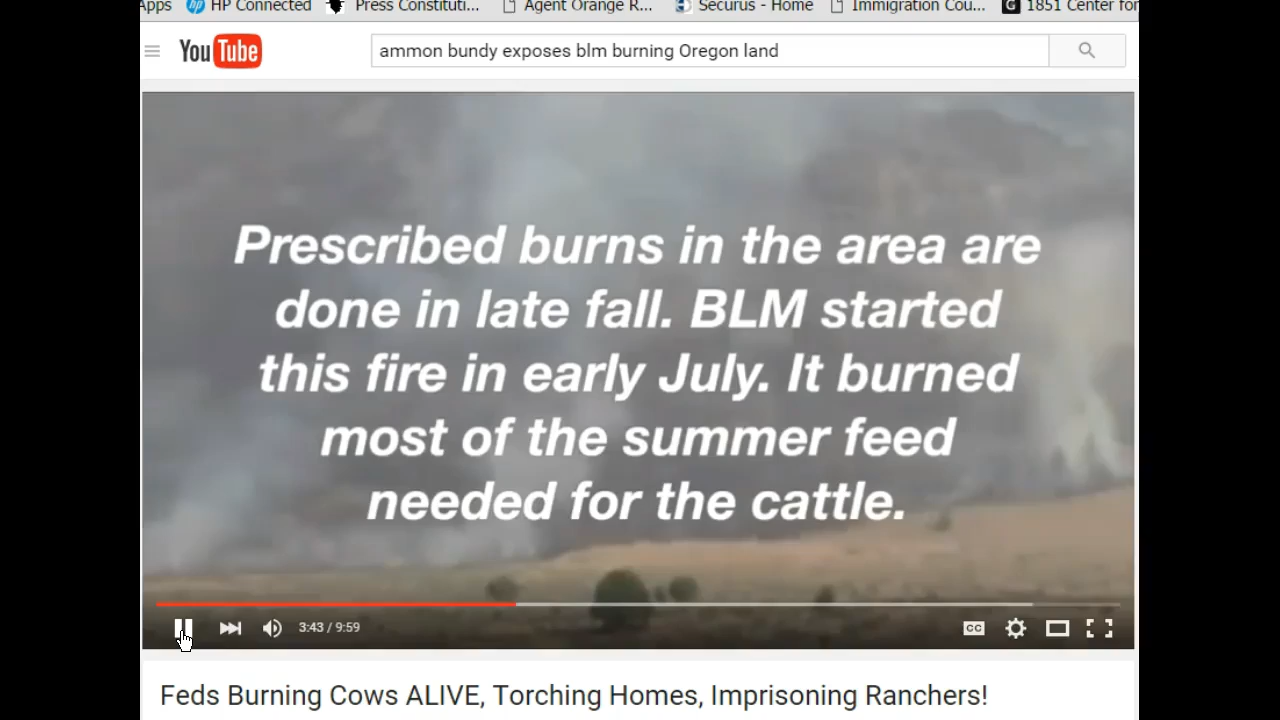 Apps HP Connected Press Constituti... Agent Orange R... Securus - Home Immigration Cou... 1851 Center for
YouTube ammon bundy exposes blm burning Oregon land
Prescribed burns in the area are
done in late fall. BLM started
this fire in early July. It burned
most of the summer feed
needed for the cattle.
3:43 / 9:59 CC
Feds Burning Cows ALIVE, Torching Homes, Imprisoning Ranchers!